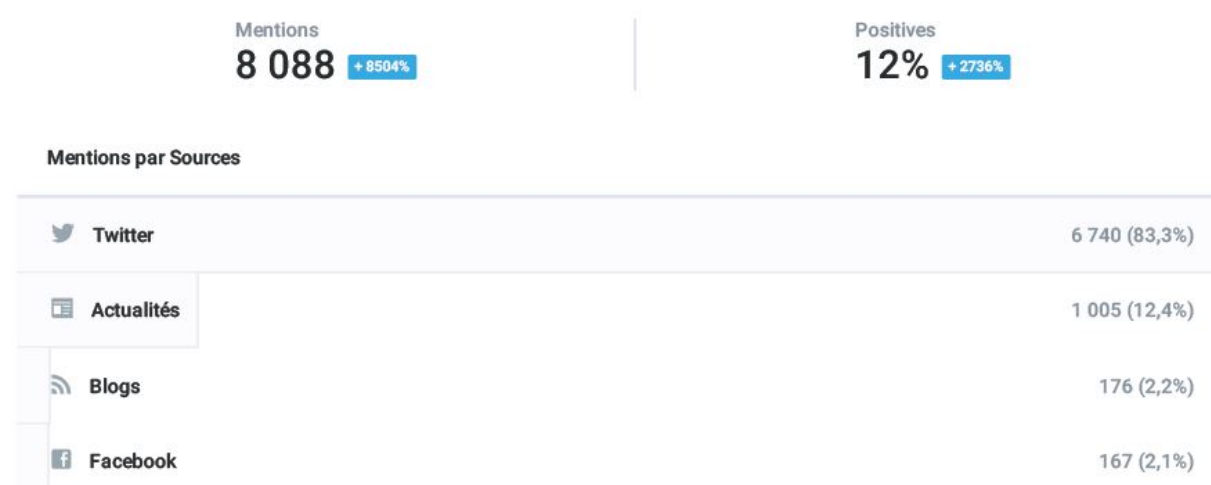 Mentions
8 088 + 8504%
Positives
12% + 2736%
Mentions par Sources
Twitter 6 740 (83,3%)
Actualités 1 005 (12,4%)
Blogs 176 (2,2%)
Facebook 167 (2,1%)